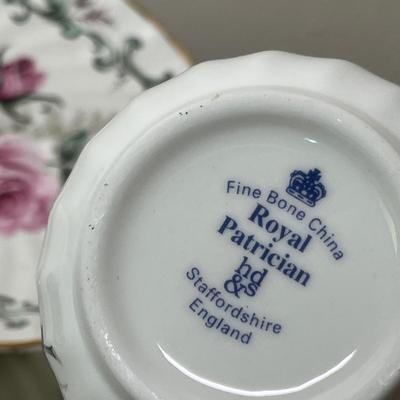 Fine Bone China
Royal
Patrician
hd
&s
Staffordshire
England